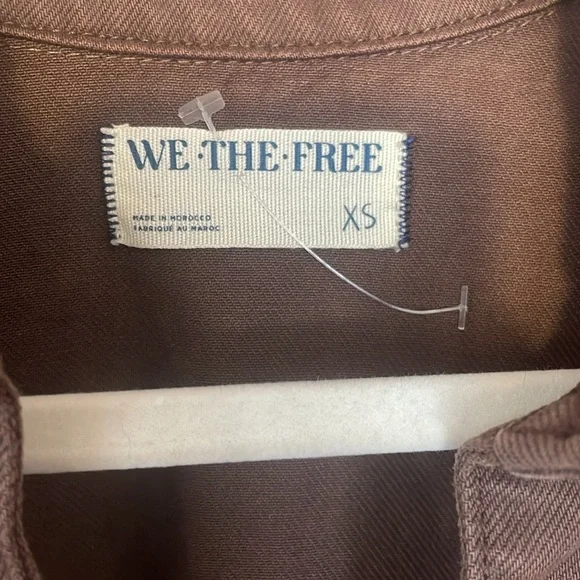 WE·THE·FREE
MADE IN MOROCCO
FABRIQUÉ AU MAROC
XS